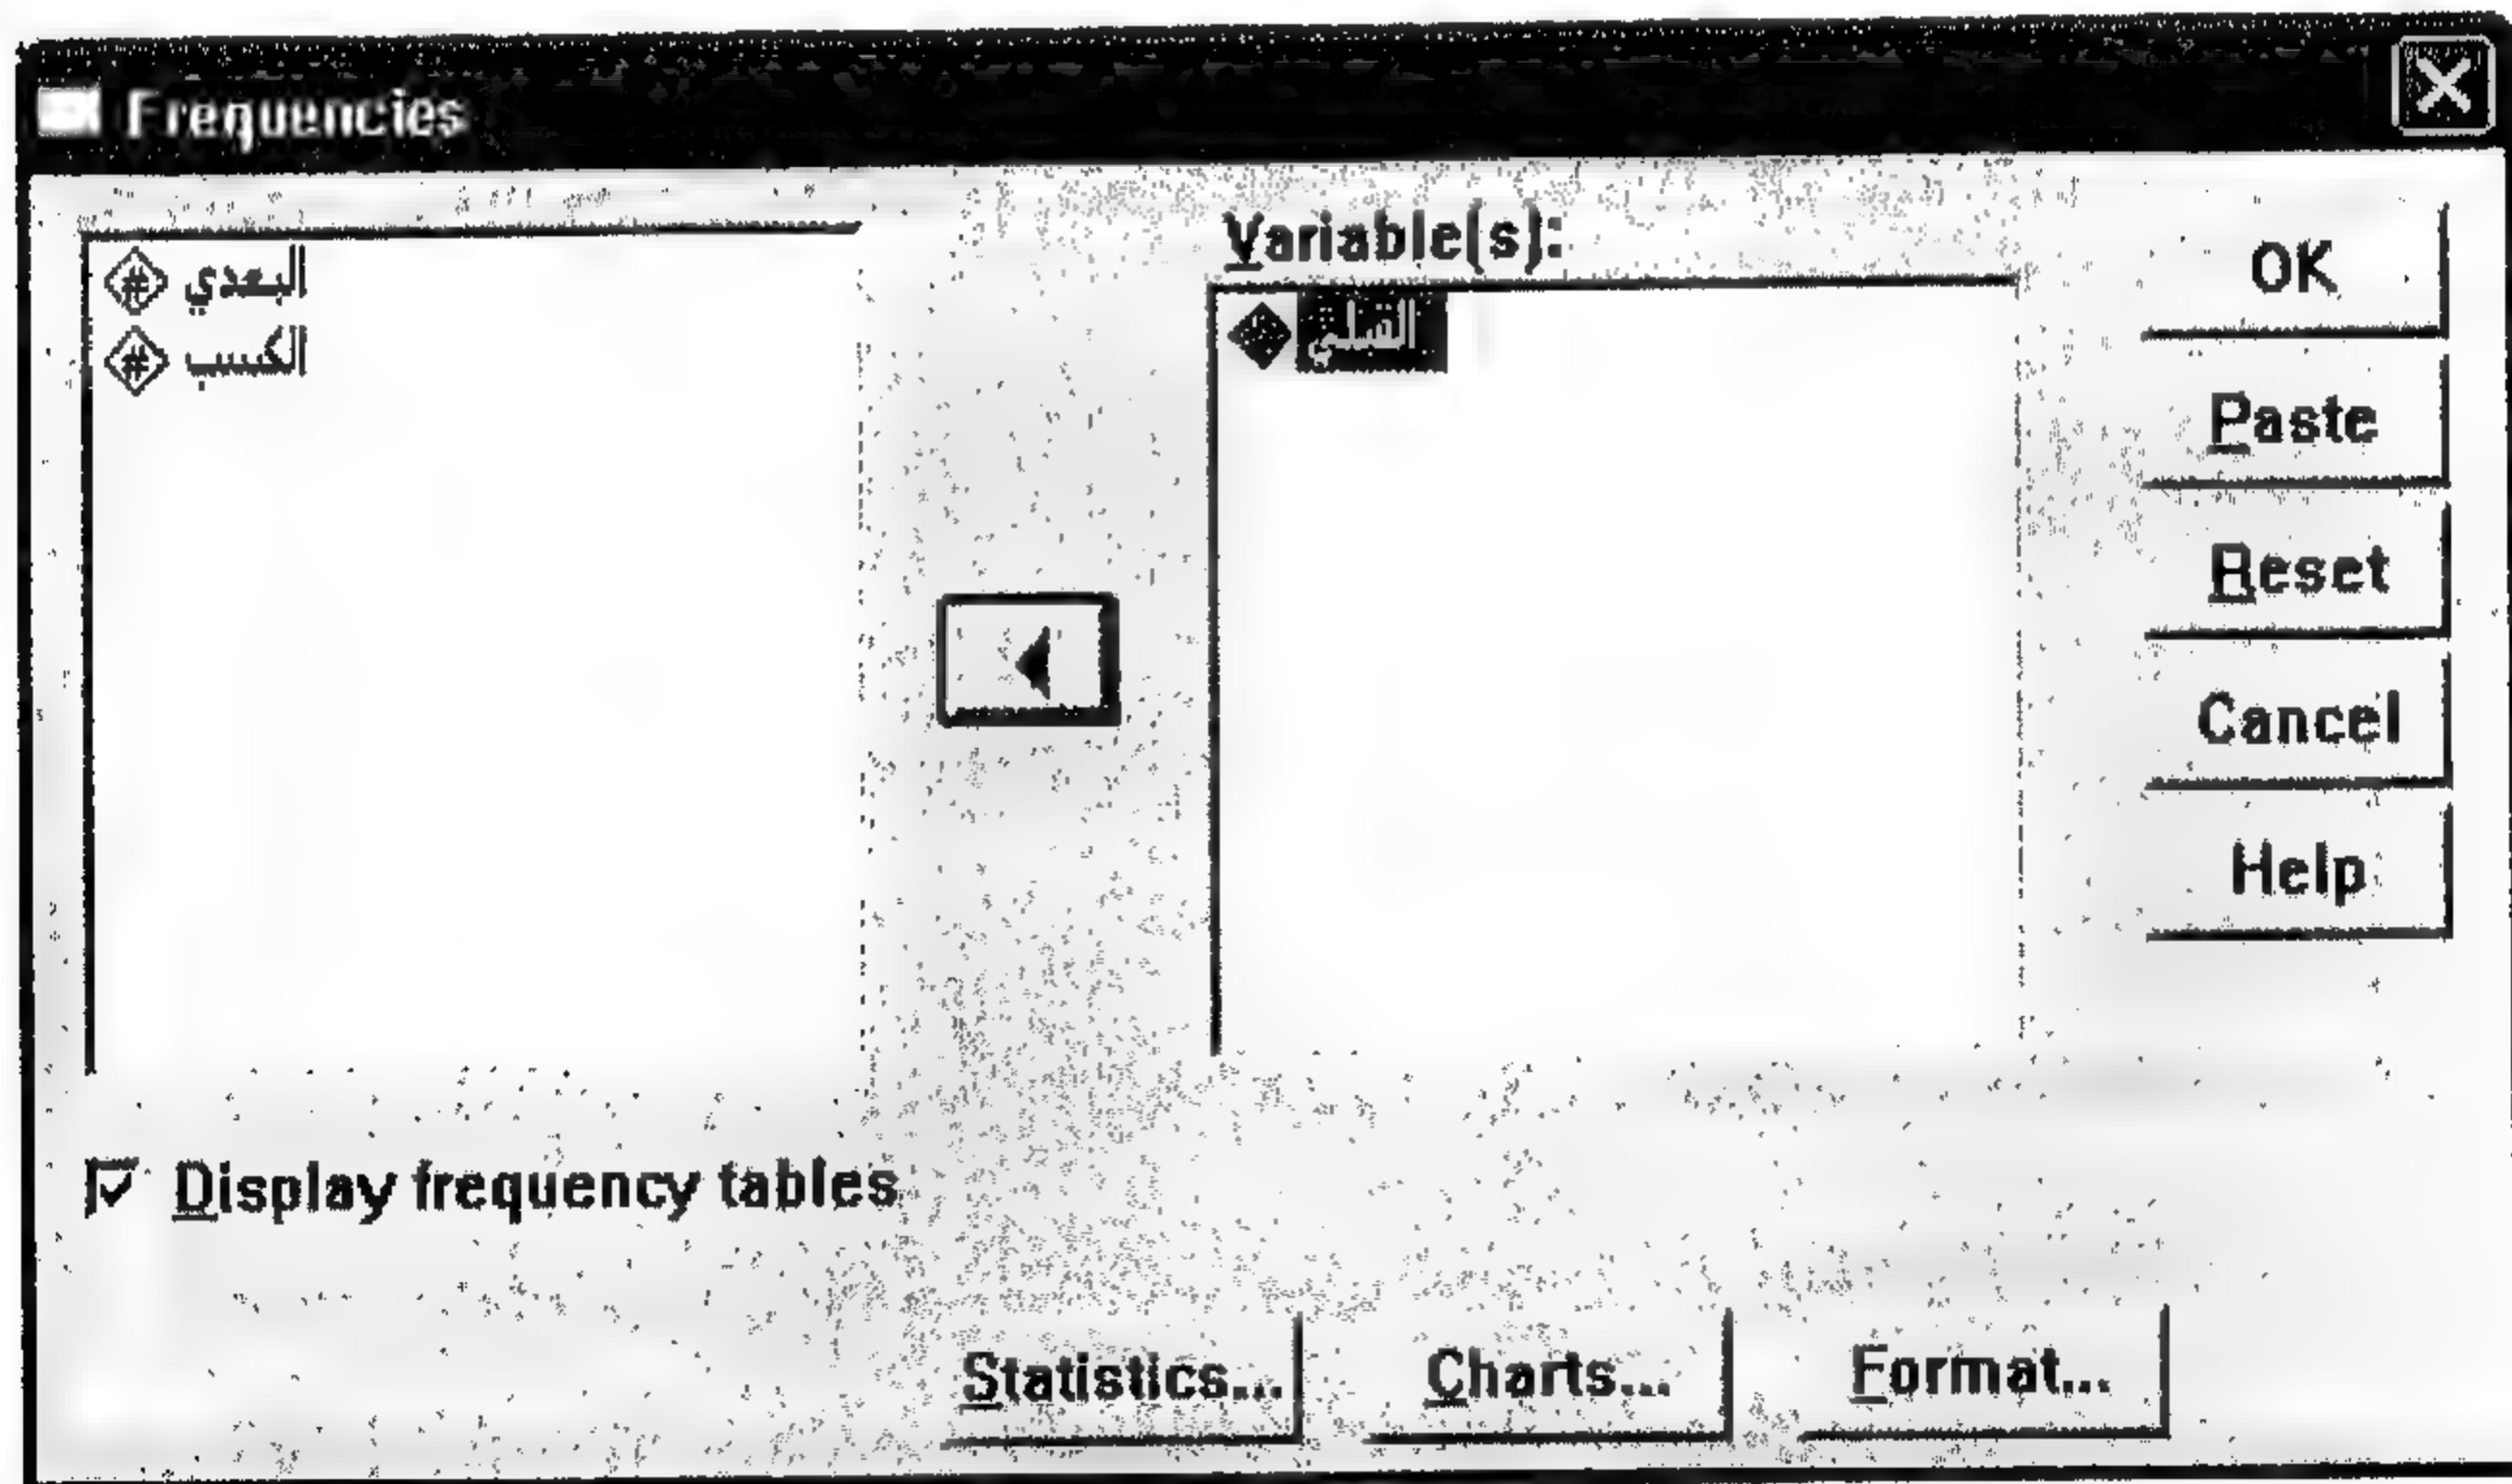 Frequencies
البعدي
الكسب
Variable(s):
القبلي
OK
Paste
Reset
Cancel
Help
Display frequency tables
Statistics...
Charts...
Format...